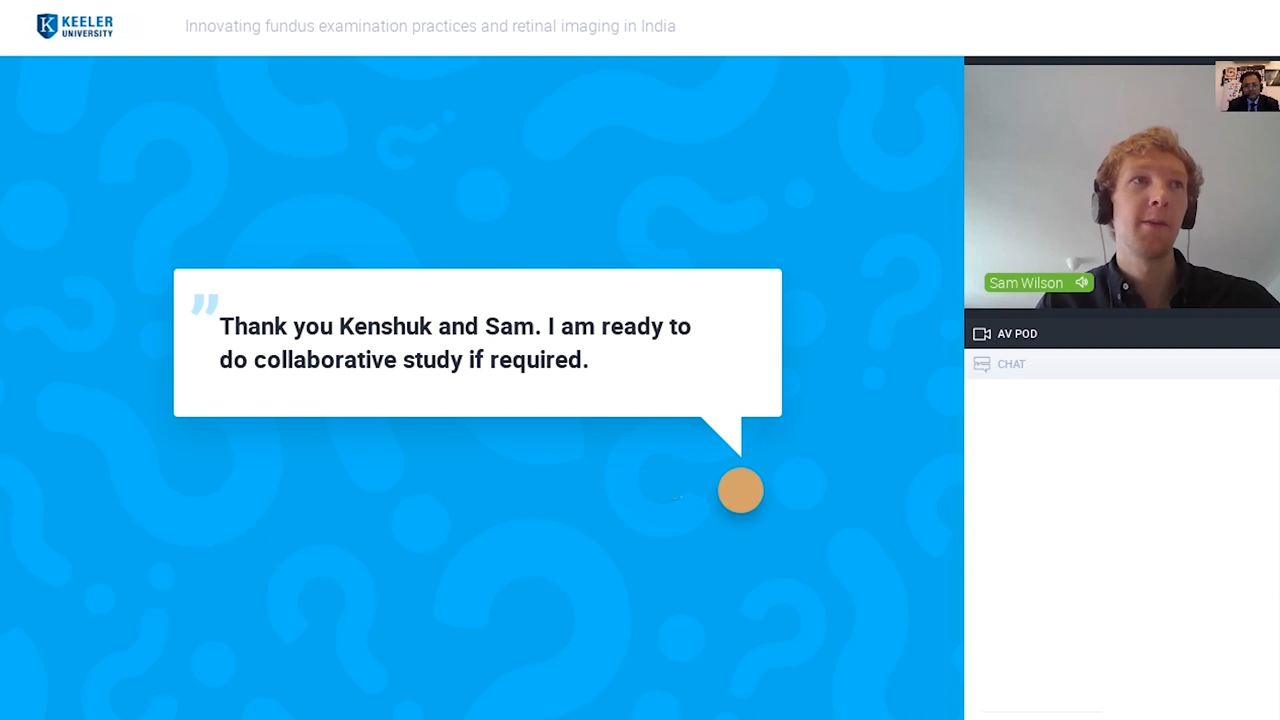 KEELER
UNIVERSITY
Innovating fundus examination practices and retinal imaging in India
"
Thank you Kenshuk and Sam. I am ready to
do collaborative study if required.
Sam Wilson
AV POD
CHAT